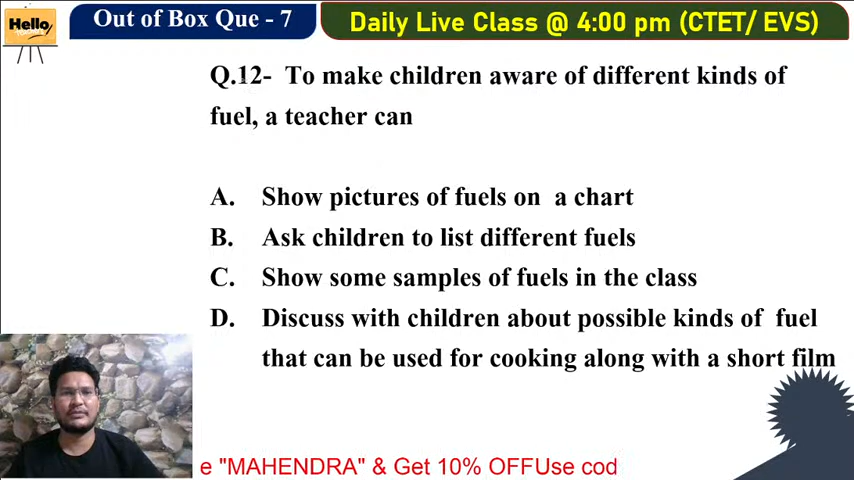 Hello
Out of Box Que - 7
Daily Live Class @ 4:00 pm (CTET/ EVS)
Q.12- To make children aware of different kinds of
fuel, a teacher can
A. Show pictures of fuels on a chart
B. Ask children to list different fuels
C. Show some samples of fuels in the class
D. Discuss with children about possible kinds of fuel
that can be used for cooking along with a short film
e "MAHENDRA" & Get 10% OFFUse cod